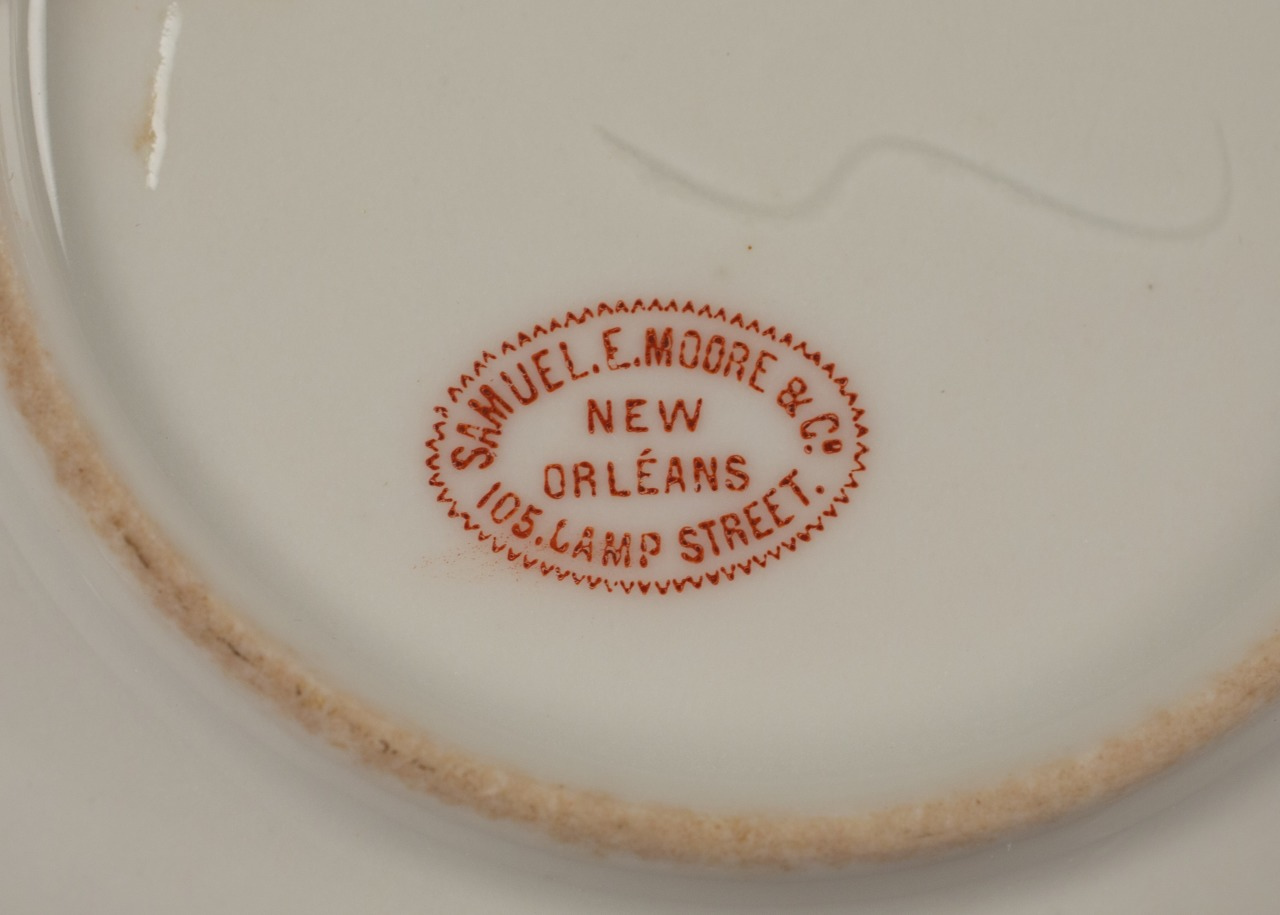 SAMUEL.E.MOORE & Cº.
NEW
ORLÉANS
105.CAMP STREET.